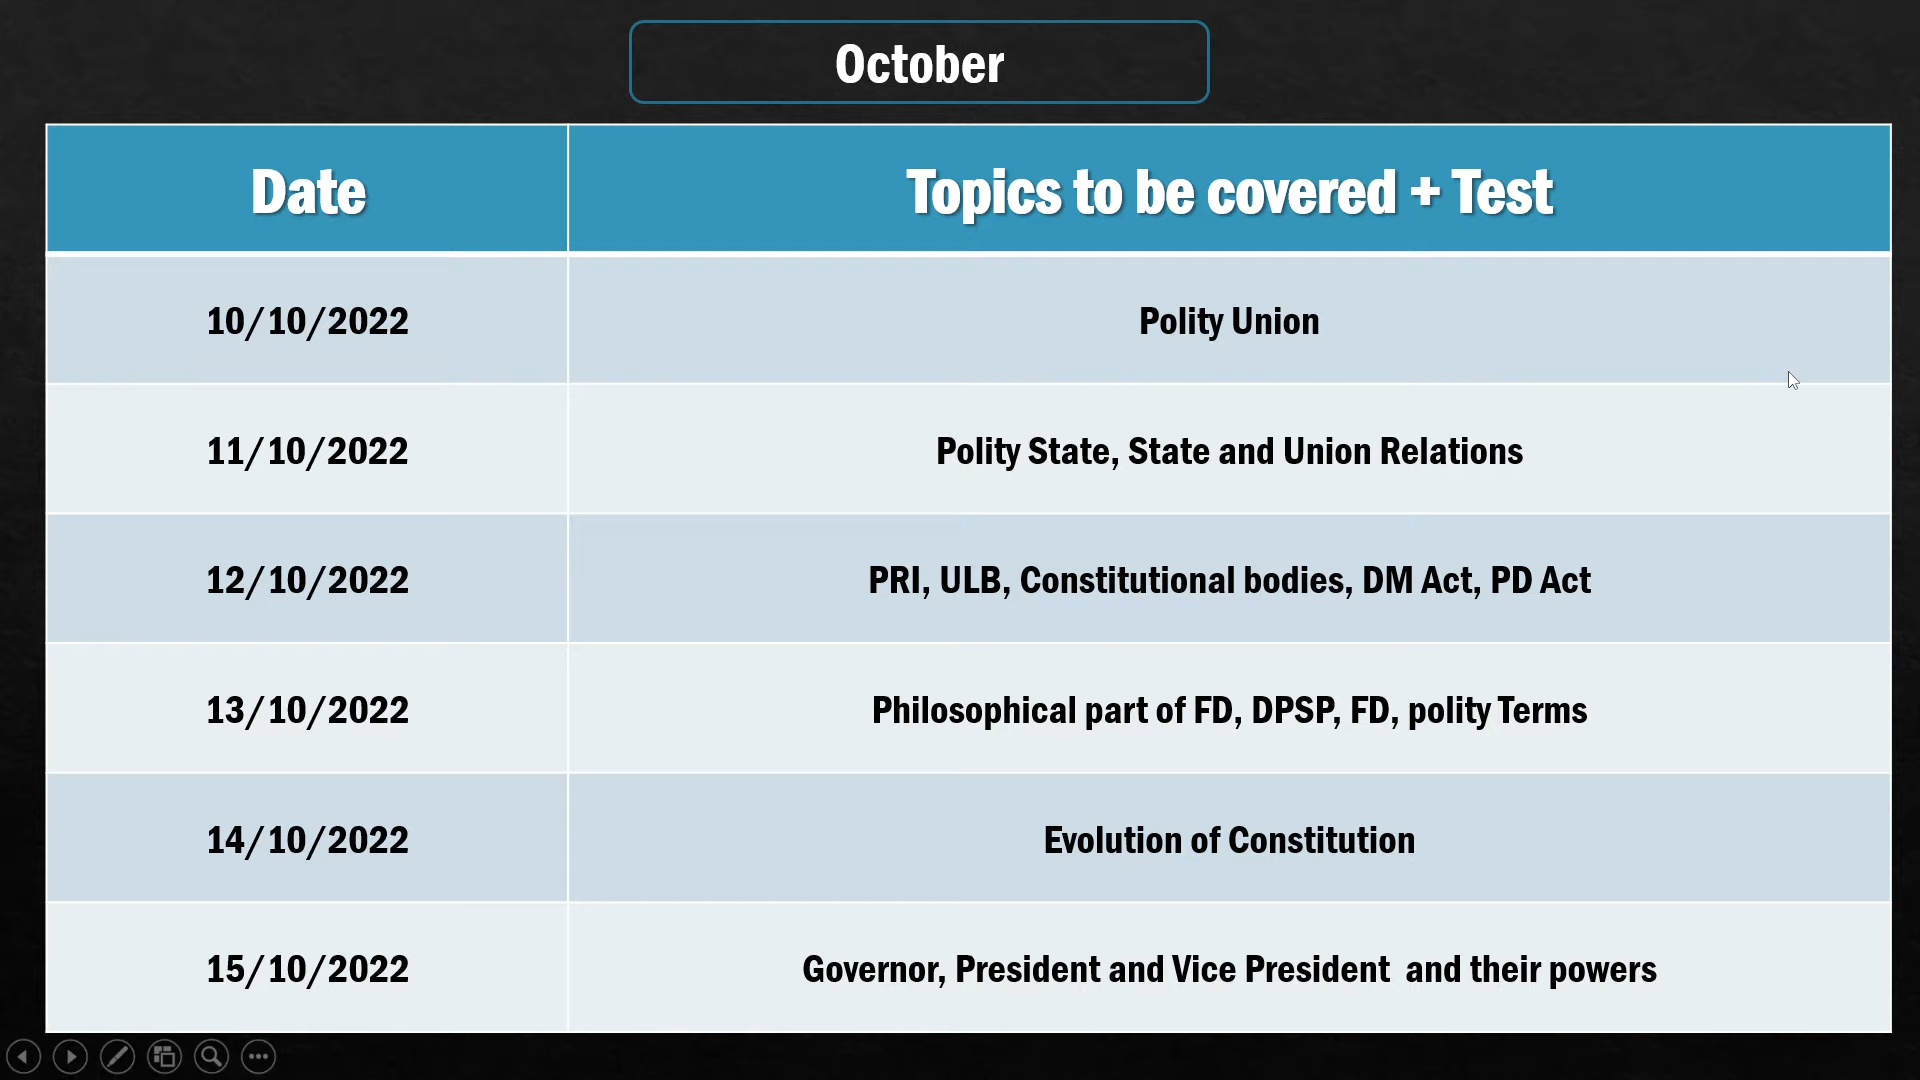 October
Date Topics to be covered + Test
10/10/2022 Polity Union
11/10/2022 Polity State, State and Union Relations
12/10/2022 PRI, ULB, Constitutional bodies, DM Act, PD Act
13/10/2022 Philosophical part of FD, DPSP, FD, polity Terms
14/10/2022 Evolution of Constitution
15/10/2022 Governor, President and Vice President  and their powers